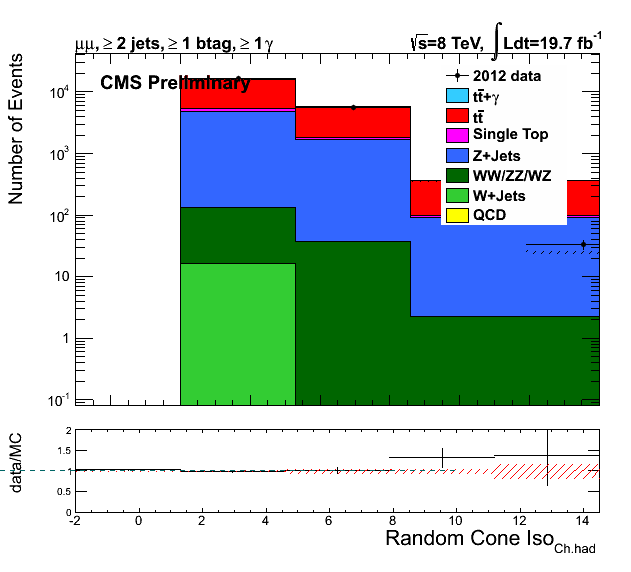 μμ, ≥ 2 jets, ≥ 1 btag, ≥ 1 γ
√s=8 TeV, ∫ Ldt=19.7 fb⁻¹
CMS Preliminary
2012 data
tt̄+γ
tt̄
Single Top
Z+Jets
WW/ZZ/WZ
W+Jets
QCD
Number of Events
10⁴
10³
10²
10
1
10⁻¹
data/MC
2
1.5
1
0.5
0
-2 0 2 4 6 8 10 12 14
Random Cone Iso_Ch.had